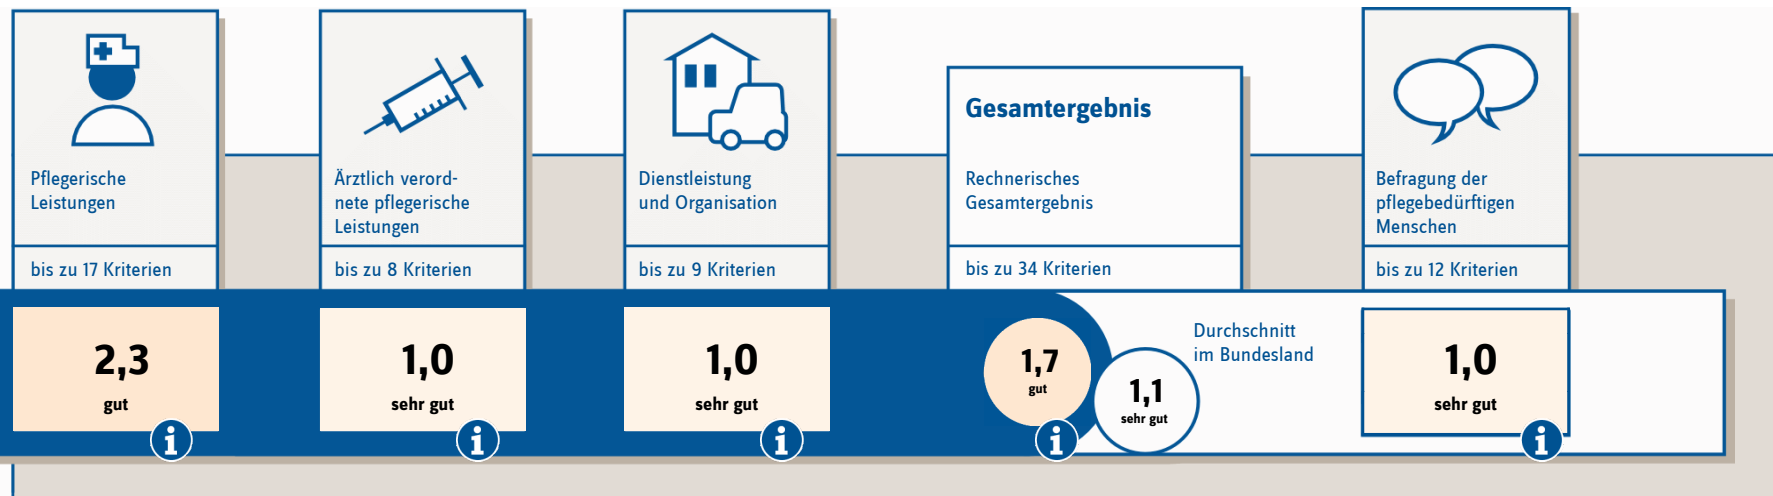 Pflegerische
Leistungen
bis zu 17 Kriterien
2,3
gut
i
Ärztlich verord-
nete pflegerische
Leistungen
bis zu 8 Kriterien
1,0
sehr gut
i
Dienstleistung
und Organisation
bis zu 9 Kriterien
1,0
sehr gut
i
Gesamtergebnis
Rechnerisches
Gesamtergebnis
bis zu 34 Kriterien
1,7
gut
i
Durchschnitt
im Bundesland
1,1
sehr gut
Befragung der
pflegebedürftigen
Menschen
bis zu 12 Kriterien
1,0
sehr gut
i